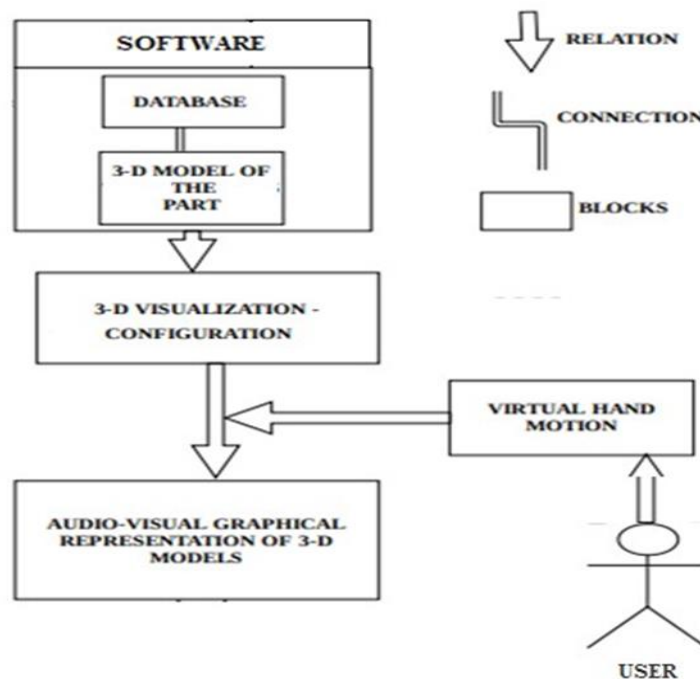 SOFTWARE
DATABASE
3-D MODEL OF
THE
PART
3-D VISUALIZATION -
CONFIGURATION
AUDIO-VISUAL GRAPHICAL
REPRESENTATION OF 3-D
MODELS
RELATION
CONNECTION
BLOCKS
VIRTUAL HAND
MOTION
USER